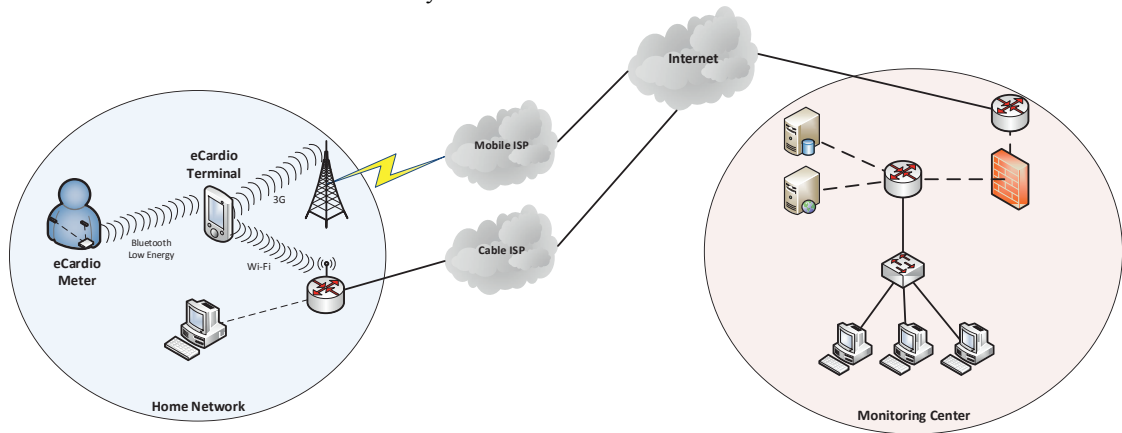 y
Internet
eCardio
Terminal
Mobile ISP
3G
Bluetooth
Low Energy
Cable ISP
eCardio
Meter
Wi-Fi
Home Network
Monitoring Center